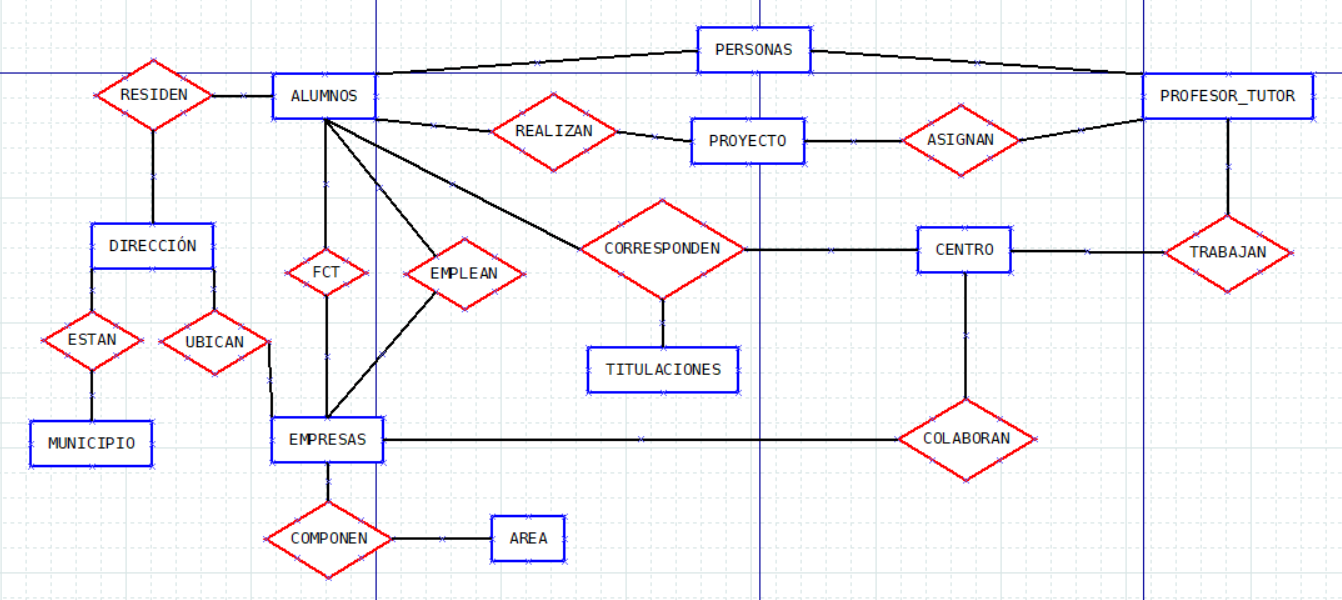 PERSONAS
RESIDEN
ALUMNOS
PROFESOR_TUTOR
REALIZAN
PROYECTO
ASIGNAN
DIRECCIÓN
FCT
EMPLEAN
CORRESPONDEN
CENTRO
TRABAJAN
ESTAN
UBICAN
TITULACIONES
MUNICIPIO
EMPRESAS
COLABORAN
COMPONEN
AREA